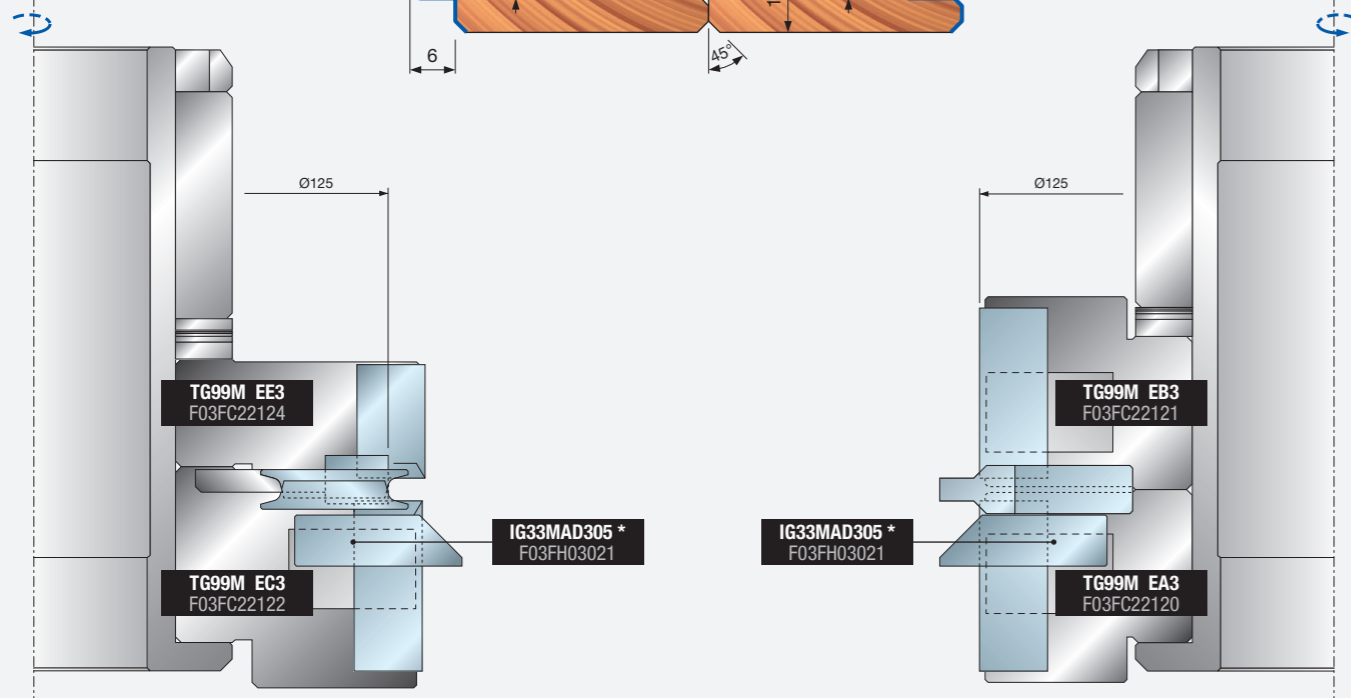 1
6
45°
Ø125
Ø125
TG99M EE3
F03FC22124
TG99M EB3
F03FC22121
IG33MAD305 *
F03FH03021
IG33MAD305 *
F03FH03021
TG99M EC3
F03FC22122
TG99M EA3
F03FC22120